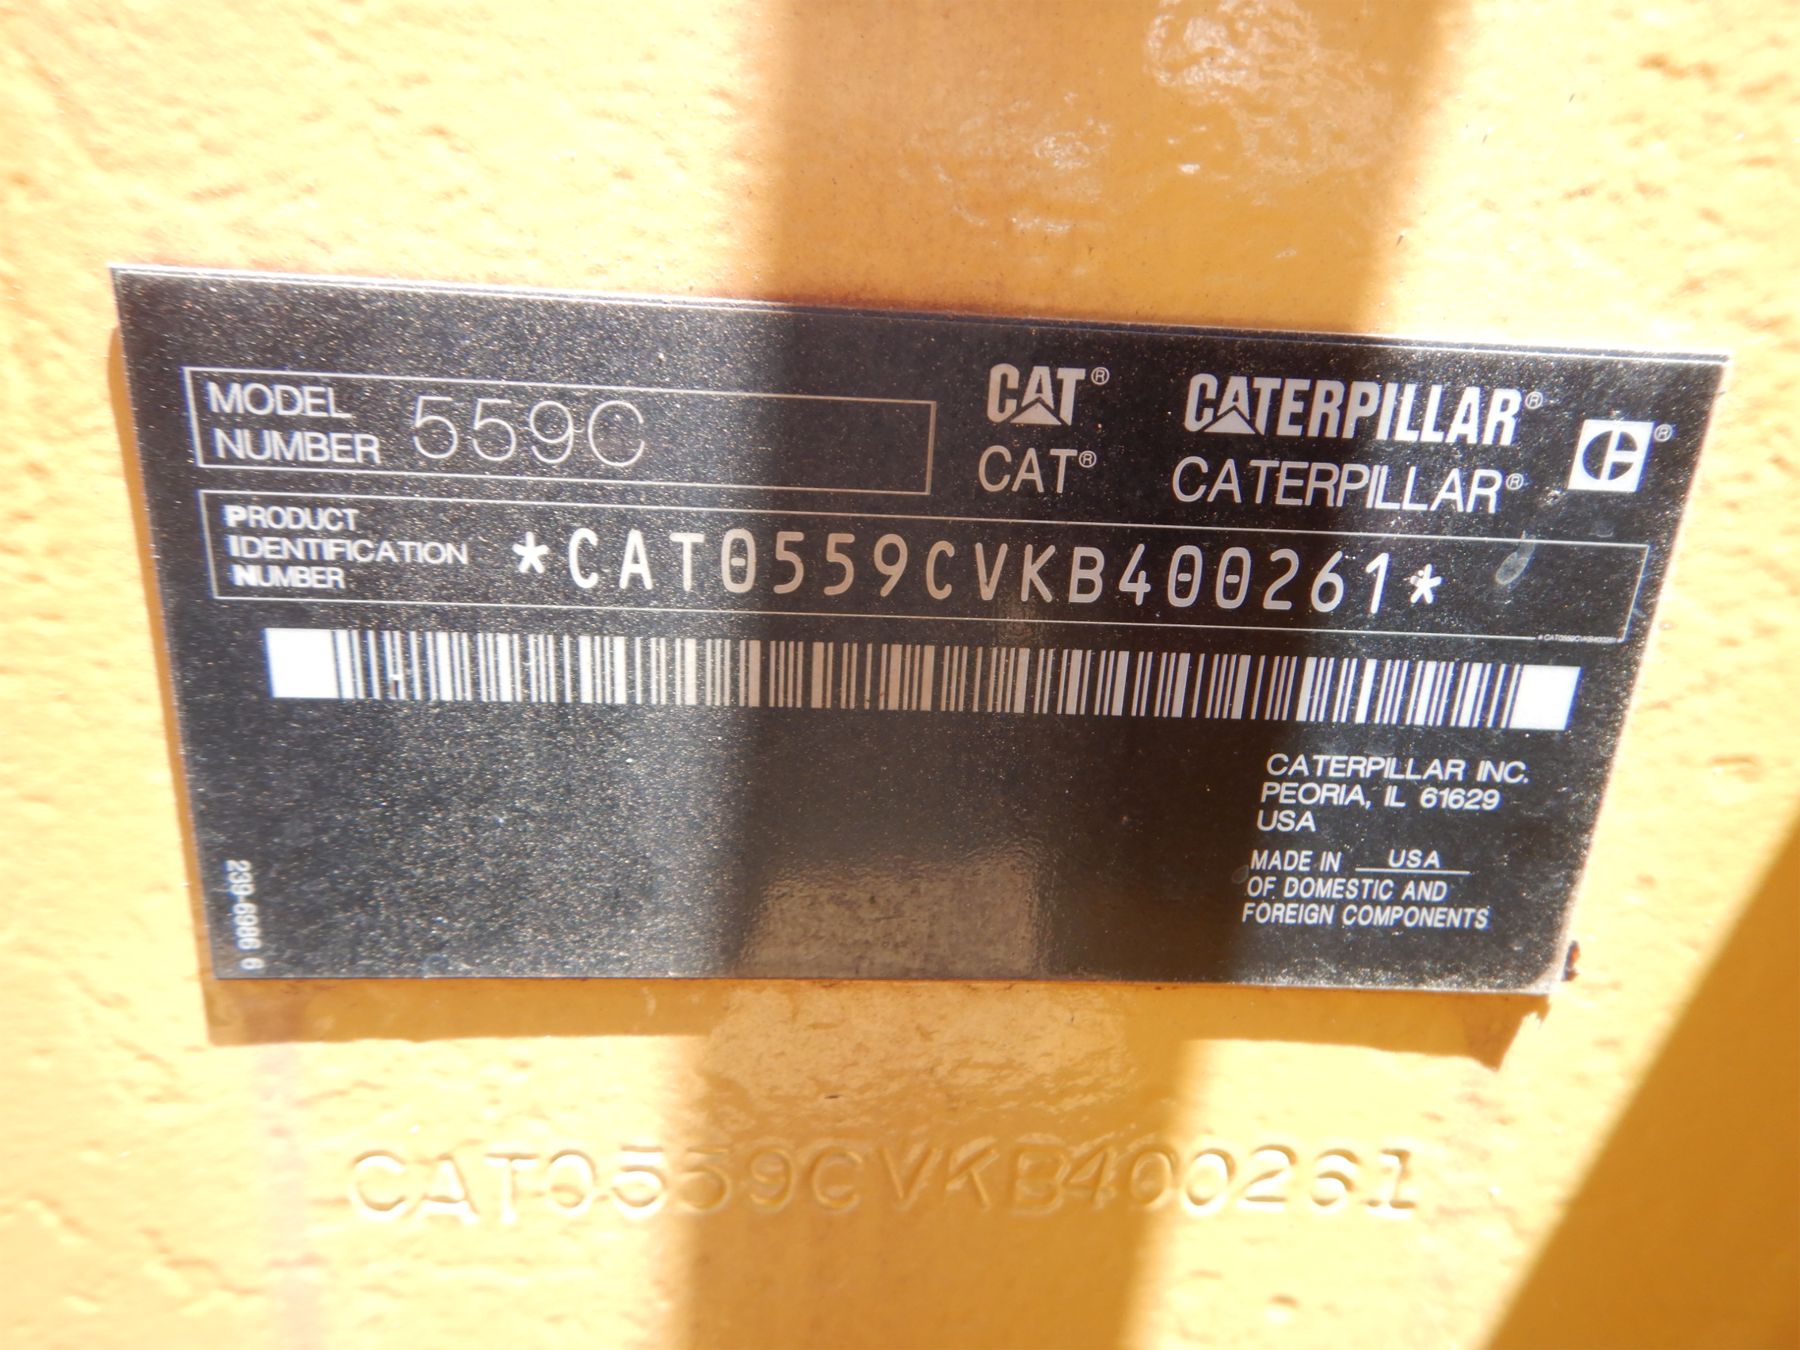 MODEL
NUMBER 559C
CAT® CATERPILLAR®
CAT® CATERPILLAR® ®
PRODUCT
IDENTIFICATION
NUMBER *CAT0559CVKB400261*
*CAT0559CVKB400261*
CATERPILLAR INC.
PEORIA, IL 61629
USA
MADE IN USA
OF DOMESTIC AND
FOREIGN COMPONENTS
239-6986 6
CAT0559CVKB400261